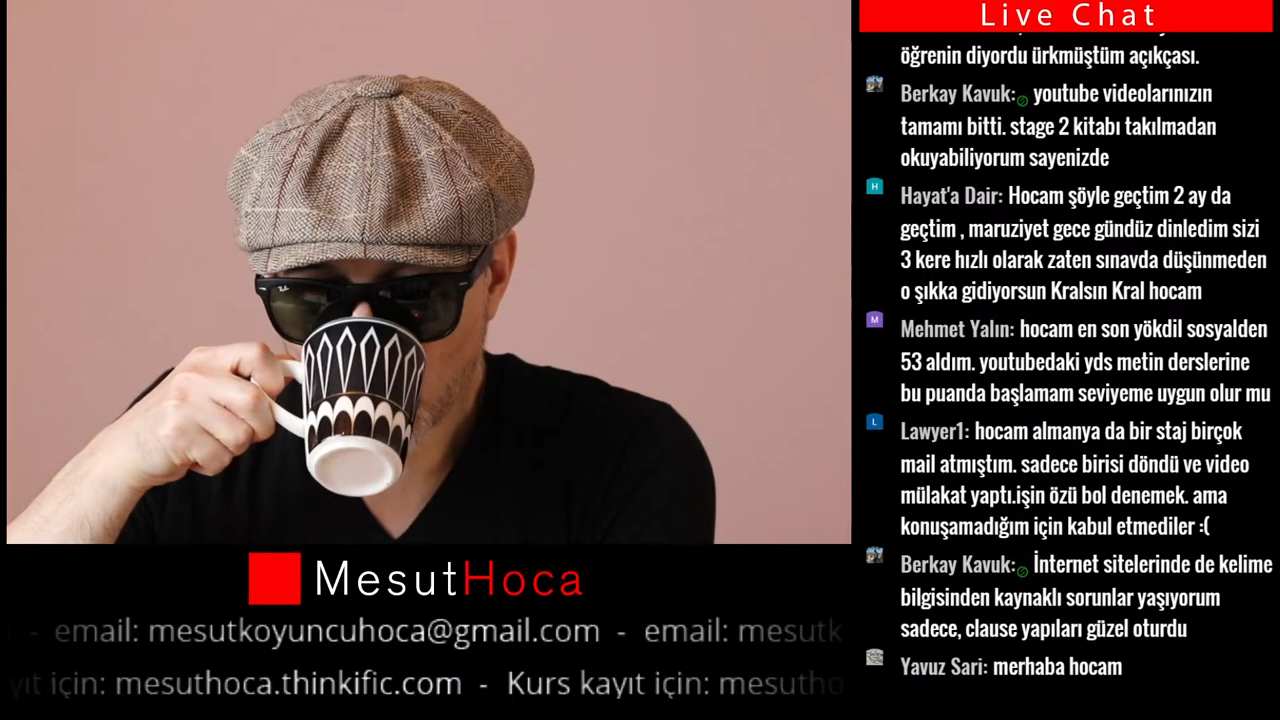 Live Chat
öğrenin diyordu ürkmüştüm açıkçası.
Berkay Kavuk: youtube videolarınızın
tamamı bitti. stage 2 kitabı takılmadan
okuyabiliyorum sayenizde
H
Hayat'a Dair: Hocam şöyle geçtim 2 ay da
geçtim , maruziyet gece gündüz dinledim sizi
3 kere hızlı olarak zaten sınavda düşünmeden
o şıkka gidiyorsun Kralsın Kral hocam
M
Mehmet Yalın: hocam en son yökdil sosyalden
53 aldım. youtubedaki yds metin derslerine
bu puanda başlamam seviyeme uygun olur mu
L
Lawyer1: hocam almanya da bir staj birçok
mail atmıştım. sadece birisi döndü ve video
mülakat yaptı.işin özü bol denemek. ama
konuşamadığım için kabul etmediler :(
Berkay Kavuk: İnternet sitelerinde de kelime
bilgisinden kaynaklı sorunlar yaşıyorum
sadece, clause yapıları güzel oturdu
Yavuz Sari: merhaba hocam
MesutHoca
- email: mesutkoyuncuhoca@gmail.com - email: mesutk
yıt için: mesuthoca.thinkific.com - Kurs kayıt için: mesutho